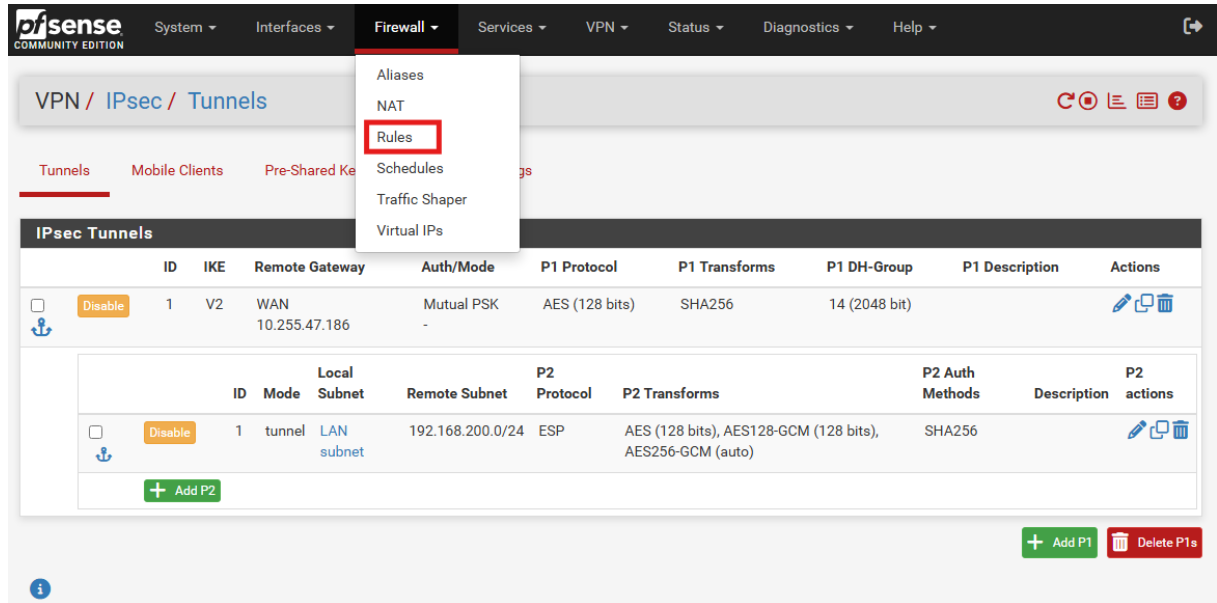 pfsense COMMUNITY EDITION
System Interfaces Firewall Services VPN Status Diagnostics Help
Aliases
NAT
Rules
Schedules
Traffic Shaper
Virtual IPs
VPN / IPsec / Tunnels
Tunnels Mobile Clients Pre-Shared Ke gs
IPsec Tunnels
ID IKE Remote Gateway Auth/Mode P1 Protocol P1 Transforms P1 DH-Group P1 Description Actions
Disable 1 V2 WAN Mutual PSK AES (128 bits) SHA256 14 (2048 bit)
10.255.47.186 -
Local P2 P2 Auth P2
ID Mode Subnet Remote Subnet Protocol P2 Transforms Methods Description actions
Disable 1 tunnel LAN 192.168.200.0/24 ESP AES (128 bits), AES128-GCM (128 bits), SHA256
subnet AES256-GCM (auto)
Add P2
Add P1 Delete P1s